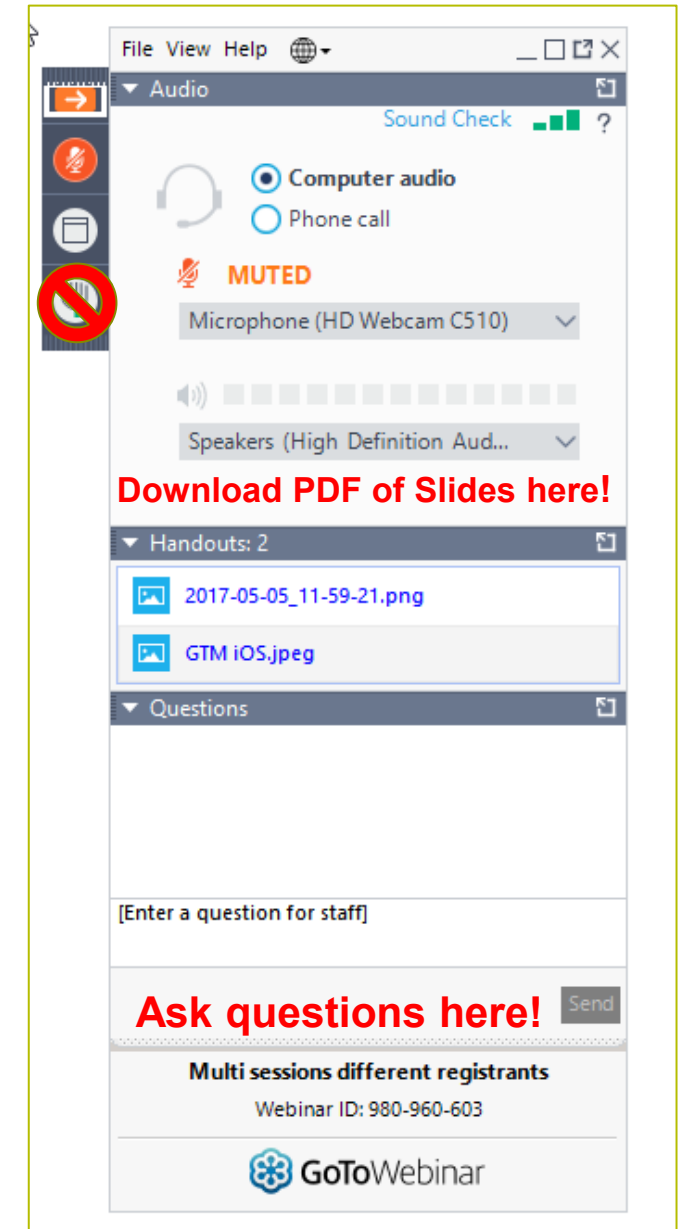 File View Help
Audio
Sound Check ?
Computer audio
Phone call
MUTED
Microphone (HD Webcam C510)
Speakers (High Definition Aud...
Download PDF of Slides here!
Handouts: 2
2017-05-05_11-59-21.png
GTM iOS.jpeg
Questions
[Enter a question for staff]
Ask questions here! Send
Multi sessions different registrants
Webinar ID: 980-960-603
GoToWebinar